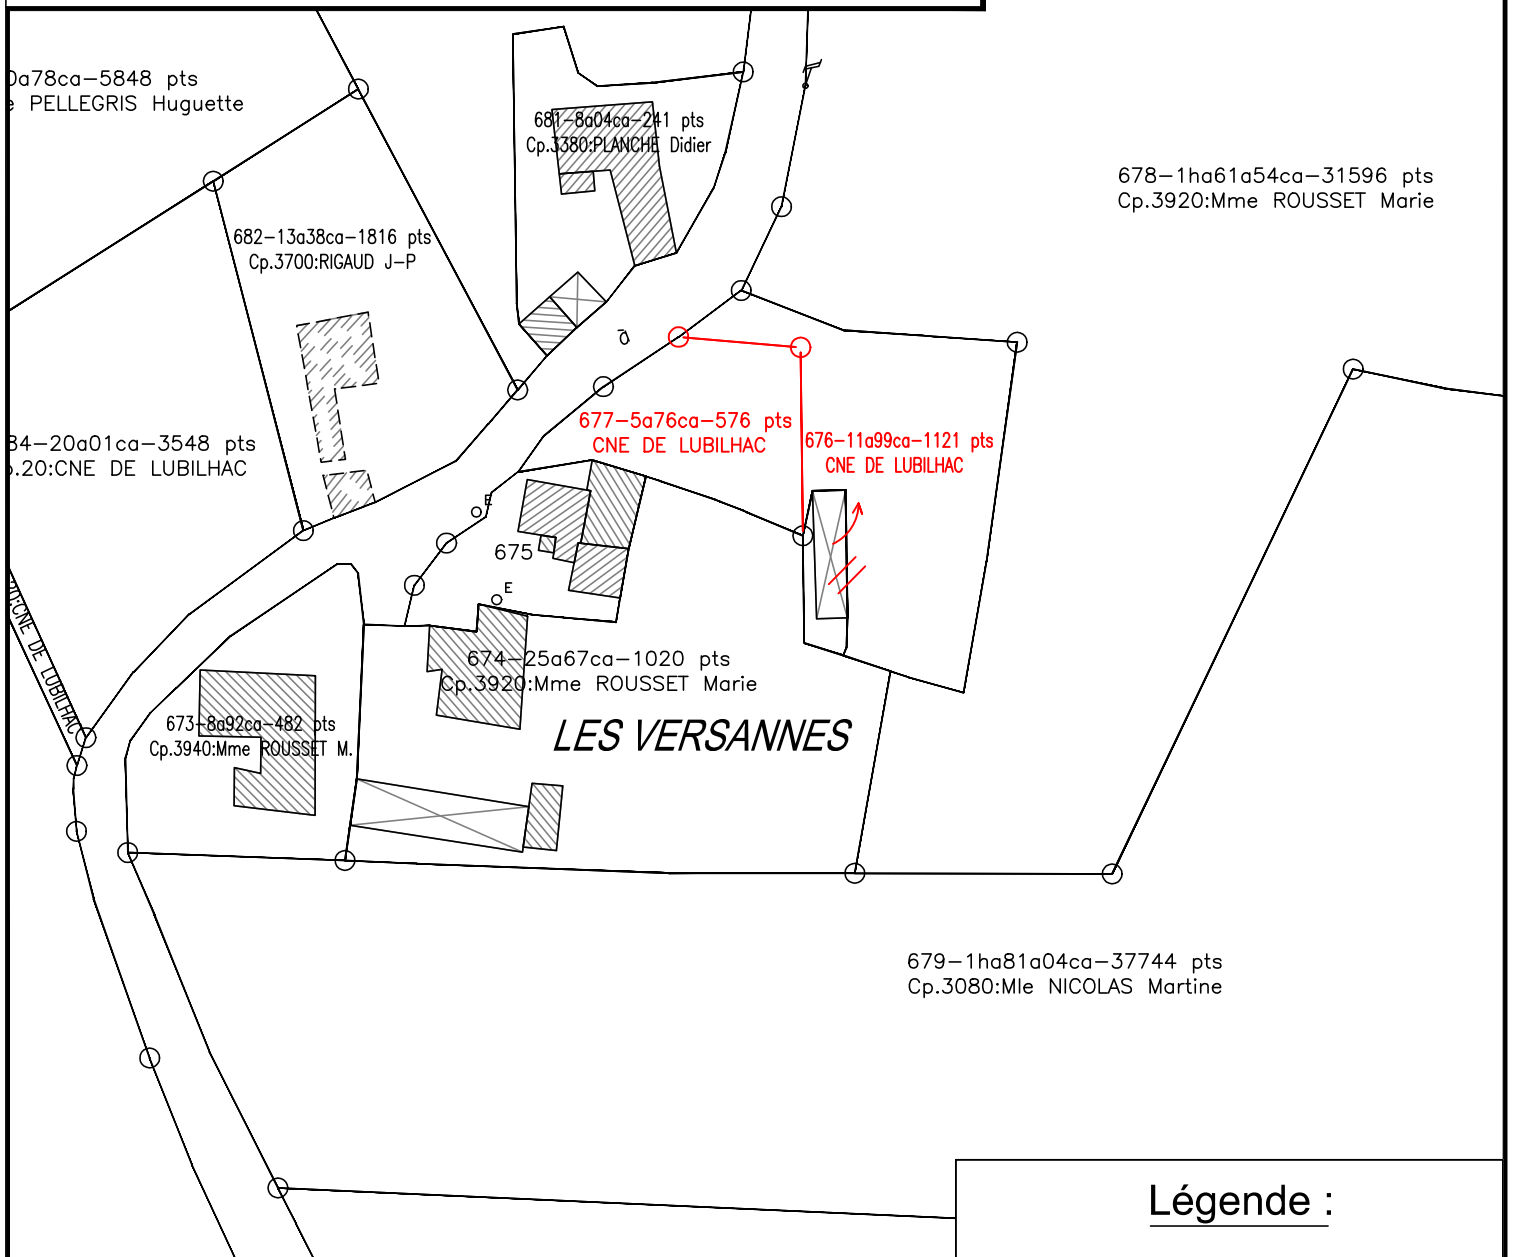 0a78ca-5848 pts
PELLEGRIS Huguette
681-8a04ca-241 pts
Cp.3380:PLANCHE Didier
678-1ha61a54ca-31596 pts
Cp.3920:Mme ROUSSET Marie
682-13a38ca-1816 pts
Cp.3700:RIGAUD J-P
à
677-5a76ca-576 pts
CNE DE LUBILHAC
676-11a99ca-1121 pts
CNE DE LUBILHAC
84-20a01ca-3548 pts
p.20:CNE DE LUBILHAC
E
675
E
20:CNE DE LUBILHAC
674-25a67ca-1020 pts
Cp.3920:Mme ROUSSET Marie
673-8a92ca-482 pts
Cp.3940:Mme ROUSSET M.
LES VERSANNES
679-1ha81a04ca-37744 pts
Cp.3080:Mle NICOLAS Martine
Légende :